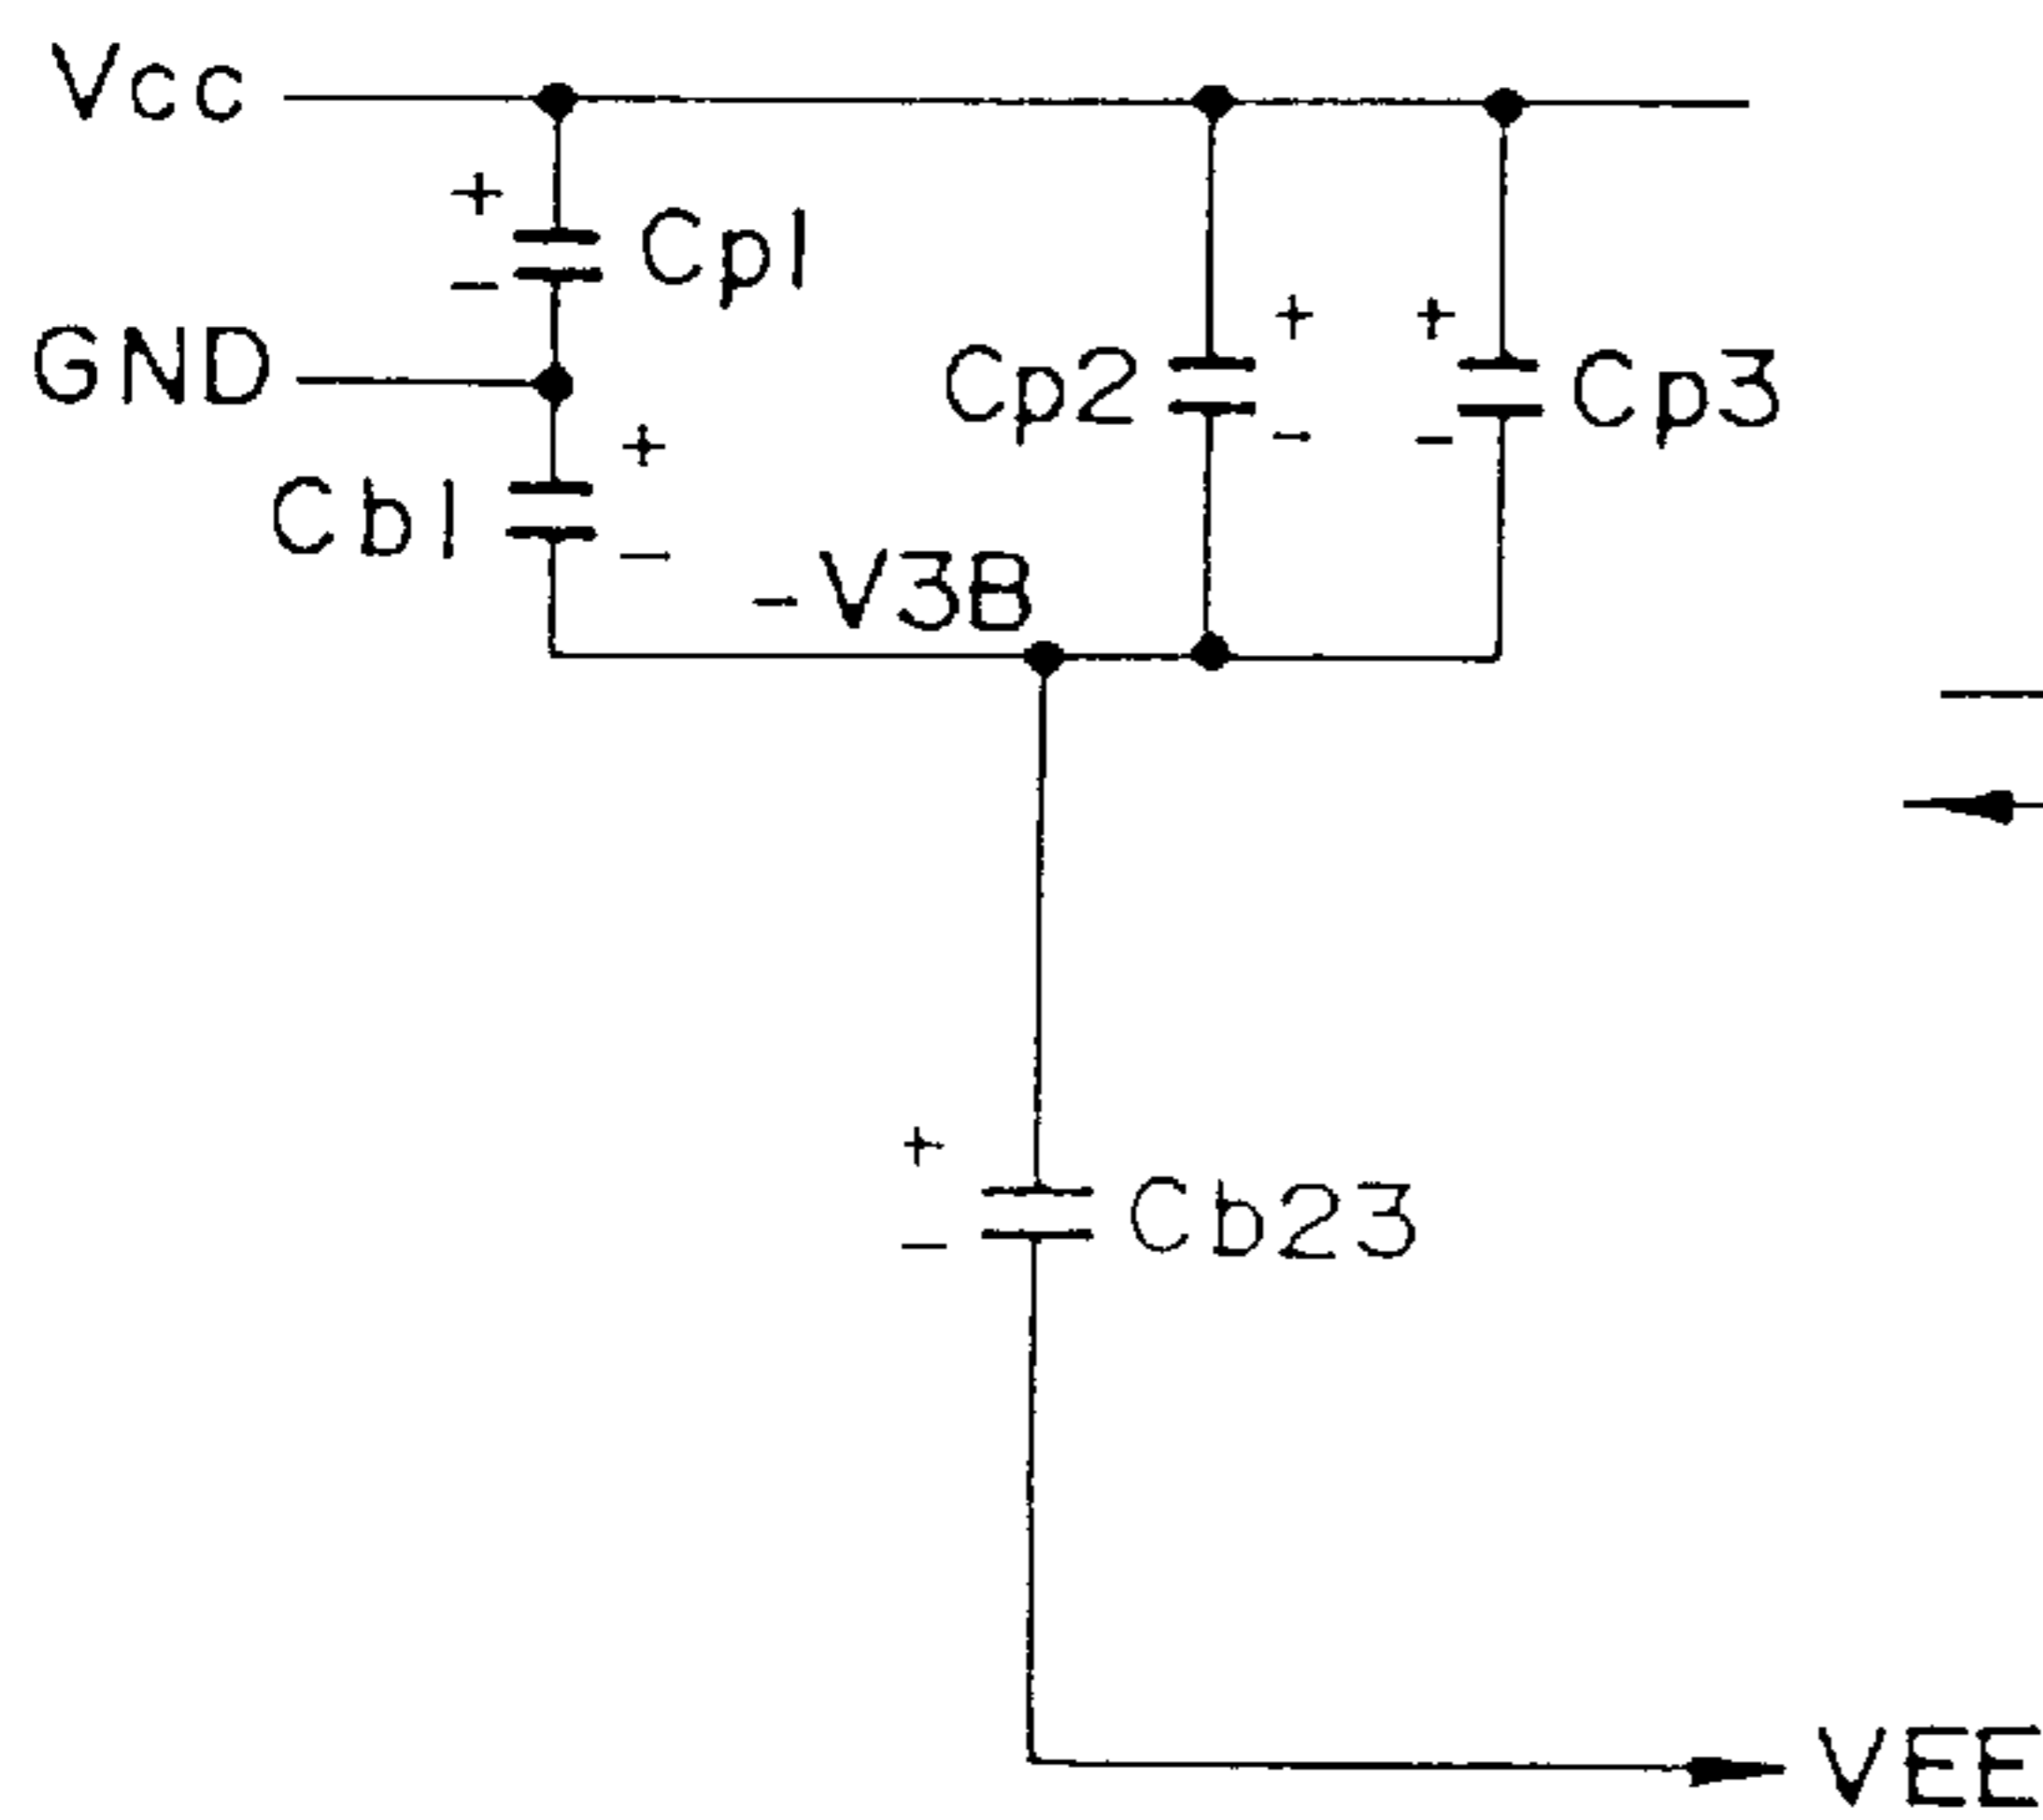 Vcc
+
Cp1
-
GND
+ +
Cp2 Cp3
- -
+
Cb1
-
-V3B
+
Cb23
-
VEE